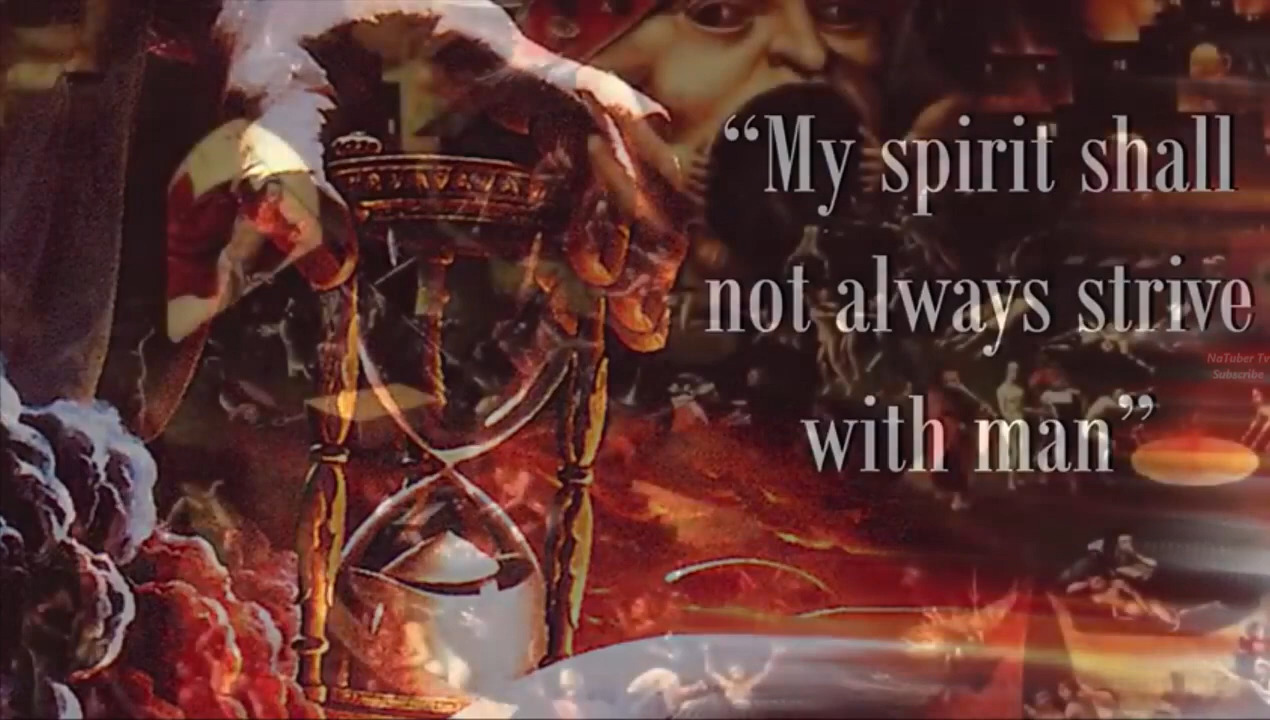 “My spirit shall
not always strive
with man”
NaTuber Tv
Subscribe